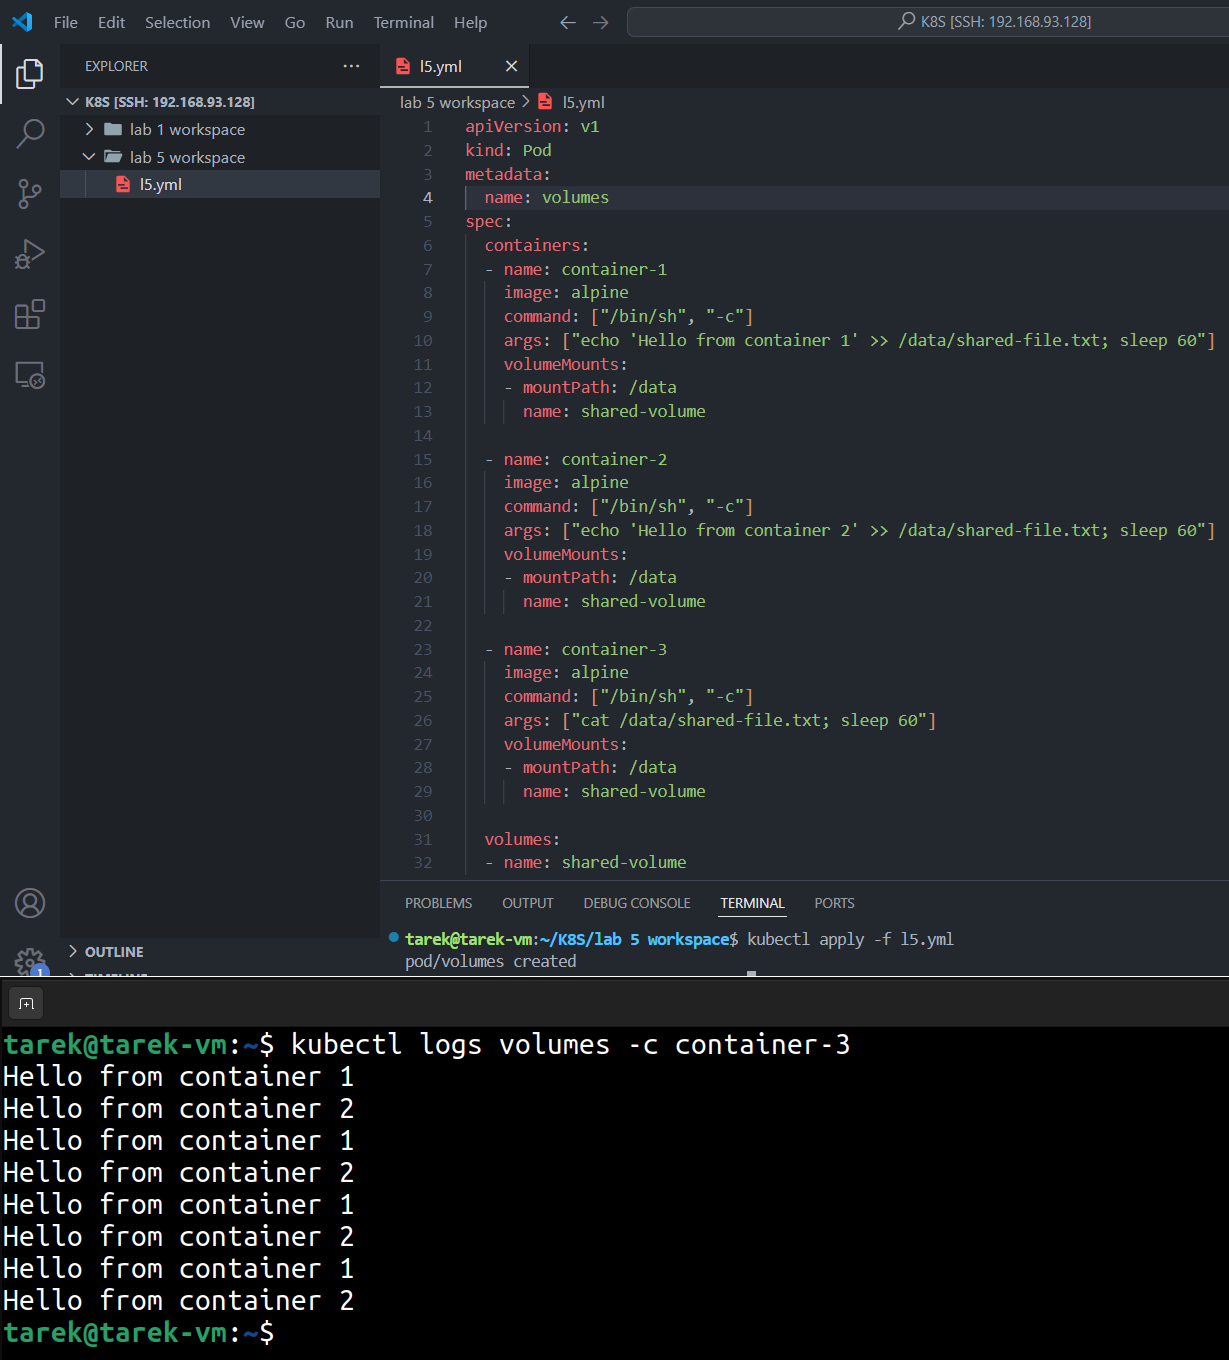 File Edit Selection View Go Run Terminal Help
K8S [SSH: 192.168.93.128]
EXPLORER
K8S [SSH: 192.168.93.128]
lab 1 workspace
lab 5 workspace
l5.yml
l5.yml
lab 5 workspace > l5.yml
1 apiVersion: v1
2 kind: Pod
3 metadata:
4 name: volumes
5 spec:
6 containers:
7 - name: container-1
8 image: alpine
9 command: ["/bin/sh", "-c"]
10 args: ["echo 'Hello from container 1' >> /data/shared-file.txt; sleep 60"]
11 volumeMounts:
12 - mountPath: /data
13 name: shared-volume
14
15 - name: container-2
16 image: alpine
17 command: ["/bin/sh", "-c"]
18 args: ["echo 'Hello from container 2' >> /data/shared-file.txt; sleep 60"]
19 volumeMounts:
20 - mountPath: /data
21 name: shared-volume
22
23 - name: container-3
24 image: alpine
25 command: ["/bin/sh", "-c"]
26 args: ["cat /data/shared-file.txt; sleep 60"]
27 volumeMounts:
28 - mountPath: /data
29 name: shared-volume
30
31 volumes:
32 - name: shared-volume
OUTLINE
TIMELINE
1
PROBLEMS OUTPUT DEBUG CONSOLE TERMINAL PORTS
tarek@tarek-vm:~/K8S/lab 5 workspace$ kubectl apply -f l5.yml
pod/volumes created
tarek@tarek-vm:~$ kubectl logs volumes -c container-3
Hello from container 1
Hello from container 2
Hello from container 1
Hello from container 2
Hello from container 1
Hello from container 2
Hello from container 1
Hello from container 2
tarek@tarek-vm:~$